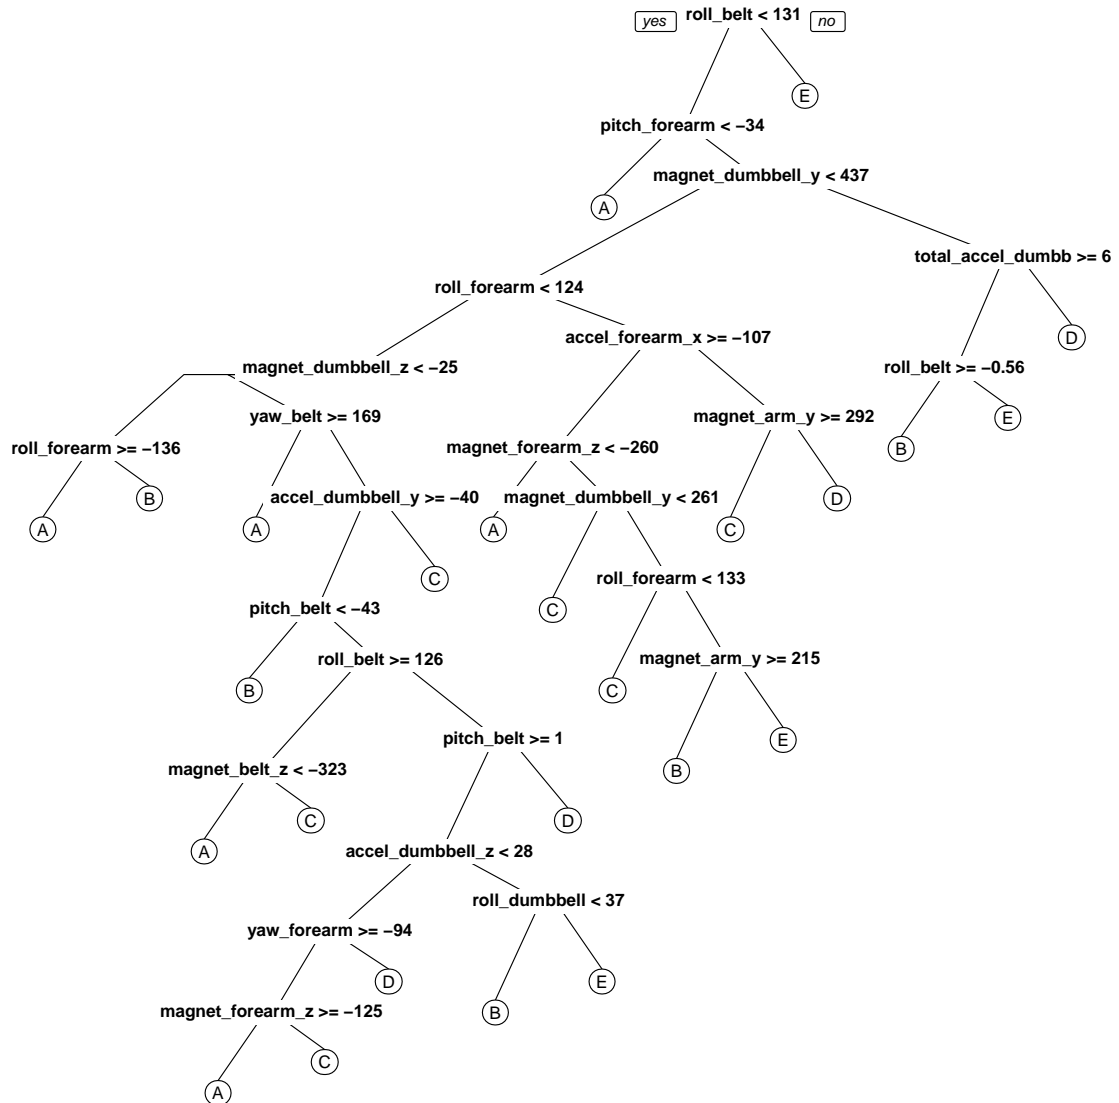 yes roll_belt < 131 no
E
pitch_forearm < −34
magnet_dumbbell_y < 437
A
total_accel_dumbb >= 6
roll_forearm < 124
accel_forearm_x >= −107
D
magnet_dumbbell_z < −25
roll_belt >= −0.56
yaw_belt >= 169
magnet_arm_y >= 292
E
roll_forearm >= −136
magnet_forearm_z < −260
B
B
accel_dumbbell_y >= −40
magnet_dumbbell_y < 261
D
A
A
A
C
C
roll_forearm < 133
pitch_belt < −43
C
roll_belt >= 126
magnet_arm_y >= 215
B
C
pitch_belt >= 1
E
magnet_belt_z < −323
B
C
D
A
accel_dumbbell_z < 28
roll_dumbbell < 37
yaw_forearm >= −94
D
E
magnet_forearm_z >= −125
B
C
A